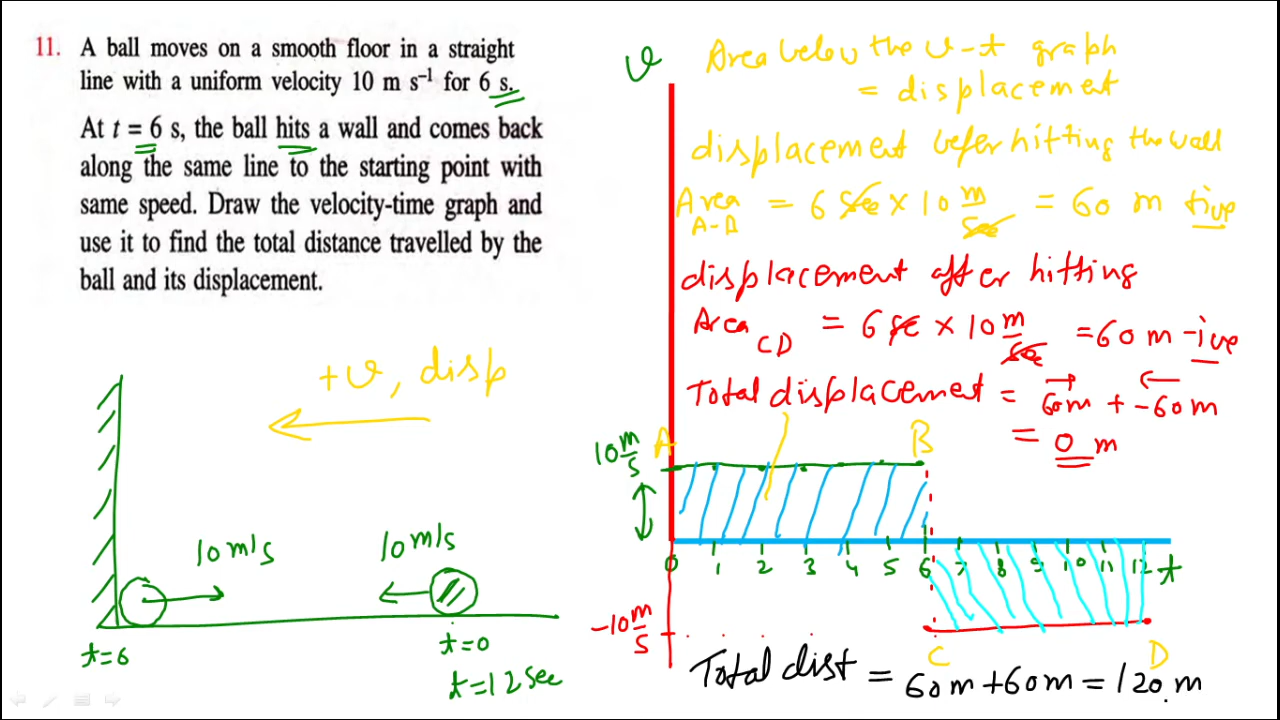 11. A ball moves on a smooth floor in a straight
line with a uniform velocity 10 m s⁻¹ for 6 s.
At t = 6 s, the ball hits a wall and comes back
along the same line to the starting point with
same speed. Draw the velocity-time graph and
use it to find the total distance travelled by the
ball and its displacement.
+v, disp
10 m/s
10 m/s
t=6
t=0
t=12 sec
v
Area below the v-t graph
= displacement
displacement befer hitting the wall
Area A-B = 6 sec × 10 m/sec = 60 m +ive
displacement after hitting
Area CD = 6 sec × 10 m/sec = 60 m -ive
Total displacement = 60m + -60m
= 0 m
10 m/s A B
0 1 2 3 4 5 6 7 8 9 10 11 12 t
-10 m/s
C D
Total dist = 60m+60m = 120 m